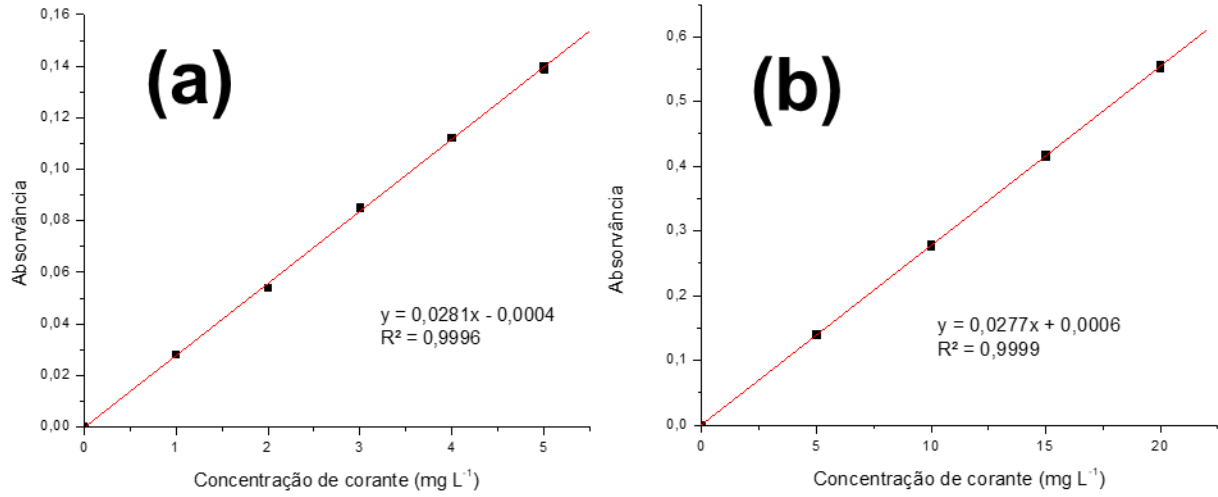 (a)
0,16
0,14
0,12
0,10
0,08
0,06
0,04
0,02
0,00
Absorvância
y = 0,0281x - 0,0004
R² = 0,9996
0 1 2 3 4 5
Concentração de corante (mg L⁻¹)
(b)
0,6
0,5
0,4
0,3
0,2
0,1
0,0
Absorvância
y = 0,0277x + 0,0006
R² = 0,9999
0 5 10 15 20
Concentração de corante (mg L⁻¹)